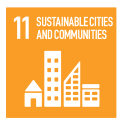 11 SUSTAINABLE CITIES
AND COMMUNITIES